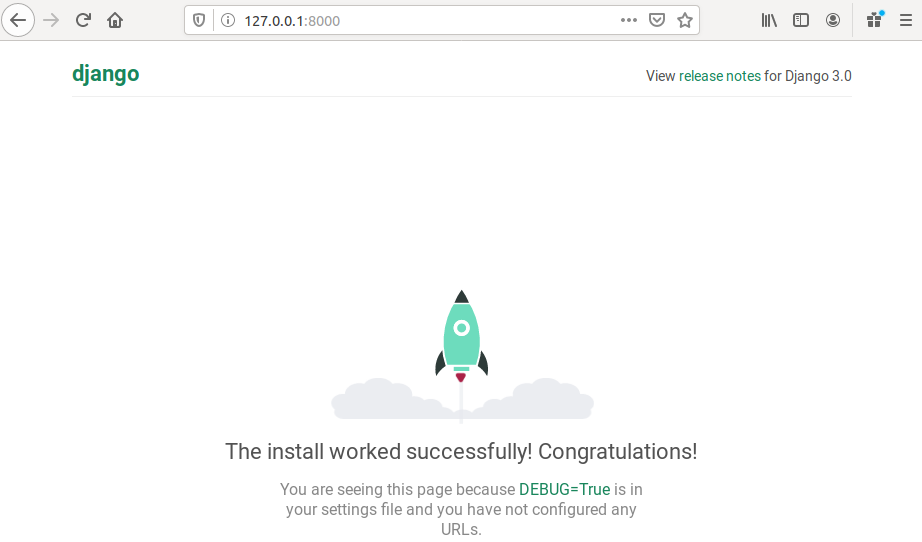 127.0.0.1:8000
django
View release notes for Django 3.0
The install worked successfully! Congratulations!
You are seeing this page because DEBUG=True is in
your settings file and you have not configured any
URLs.